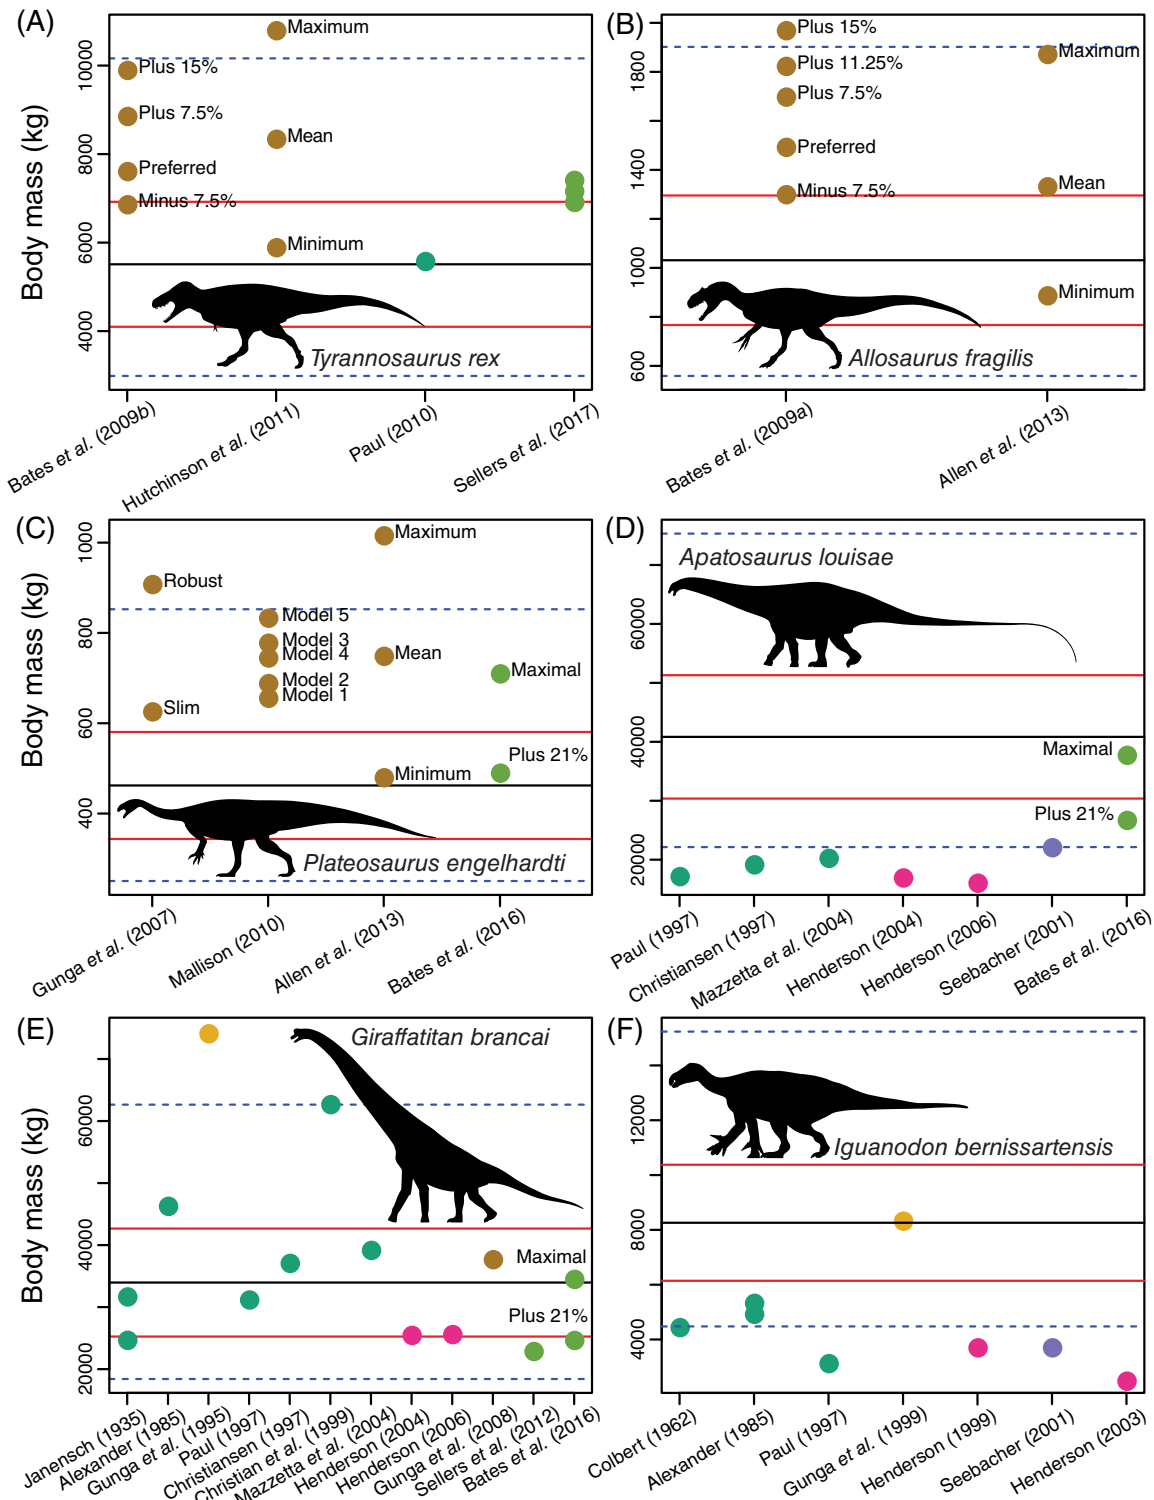 (A)
Body mass (kg)
10000
8000
6000
4000
Maximum
Plus 15%
Plus 7.5%
Mean
Preferred
Minus 7.5%
Minimum
Tyrannosaurus rex
Bates et al. (2009b)
Hutchinson et al. (2011)
Paul (2010)
Sellers et al. (2017)
(B)
1800
1400
1000
600
Plus 15%
Maximum
Plus 11.25%
Plus 7.5%
Preferred
Mean
Minus 7.5%
Minimum
Allosaurus fragilis
Bates et al. (2009a)
Allen et al. (2013)
(C)
Body mass (kg)
1000
800
600
400
Maximum
Robust
Model 5
Model 3
Model 4
Mean
Maximal
Model 2
Model 1
Slim
Plus 21%
Minimum
Plateosaurus engelhardti
Gunga et al. (2007)
Mallison (2010)
Allen et al. (2013)
Bates et al. (2016)
(D)
60000
40000
20000
Apatosaurus louisae
Maximal
Plus 21%
Paul (1997)
Christiansen (1997)
Mazzetta et al. (2004)
Henderson (2004)
Henderson (2006)
Seebacher (2001)
Bates et al. (2016)
(E)
Body mass (kg)
60000
40000
20000
Giraffatitan brancai
Maximal
Plus 21%
Janensch (1935)
Alexander (1985)
Gunga et al. (1995)
Paul (1997)
Christiansen (1997)
Christian et al. (1999)
Mazzetta et al. (2004)
Henderson (2004)
Henderson (2006)
Gunga et al. (2008)
Sellers et al. (2012)
Bates et al. (2016)
(F)
12000
8000
4000
Iguanodon bernissartensis
Colbert (1962)
Alexander (1985)
Paul (1997)
Gunga et al. (1999)
Henderson (1999)
Seebacher (2001)
Henderson (2003)